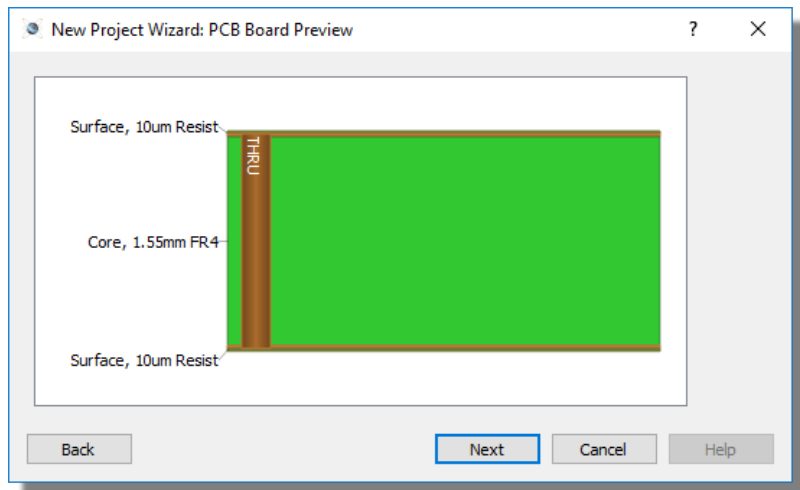 New Project Wizard: PCB Board Preview
?
Surface, 10um Resist
THRU
Core, 1.55mm FR4
Surface, 10um Resist
Back
Next
Cancel
Help